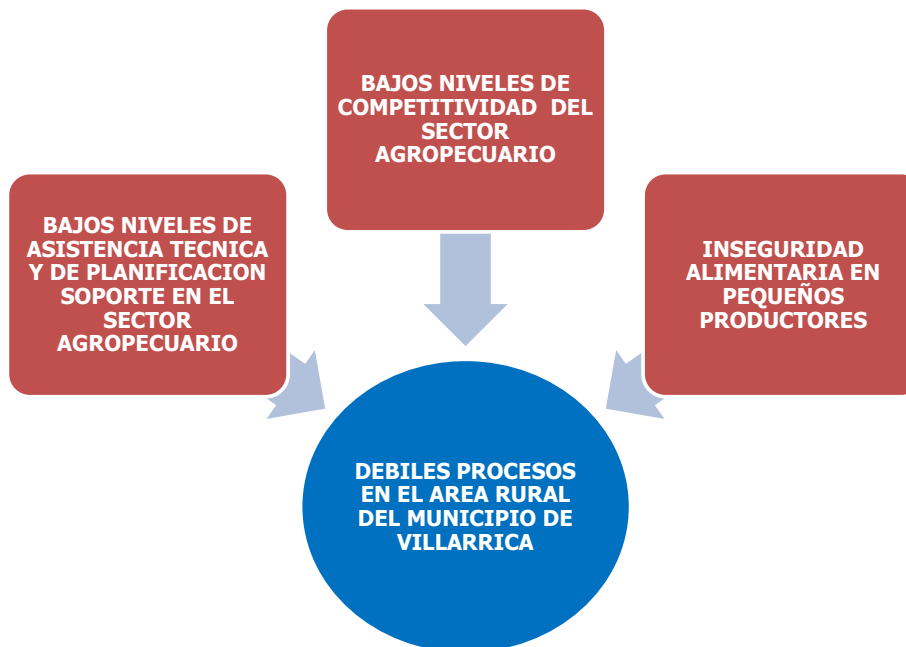 BAJOS NIVELES DE
COMPETITIVIDAD DEL
SECTOR
AGROPECUARIO
BAJOS NIVELES DE
ASISTENCIA TECNICA
Y DE PLANIFICACION
SOPORTE EN EL
SECTOR
AGROPECUARIO
INSEGURIDAD
ALIMENTARIA EN
PEQUEÑOS
PRODUCTORES
DEBILES PROCESOS
EN EL AREA RURAL
DEL MUNICIPIO DE
VILLARRICA